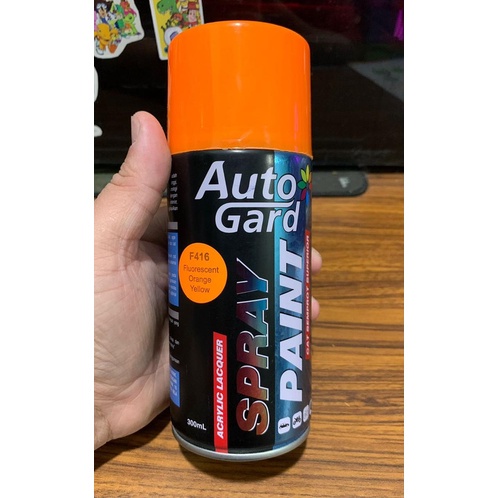 Auto
Gard
F416
Fluorescent
Orange
Yellow
SPRAY
PAINT
ACRYLIC LACQUER
300mL